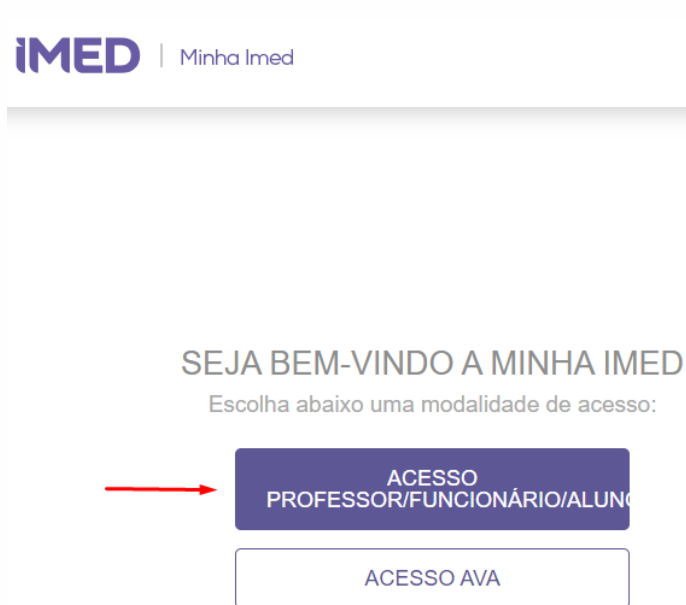 iMED | Minha Imed
SEJA BEM-VINDO A MINHA IMED
Escolha abaixo uma modalidade de acesso:
ACESSO
PROFESSOR/FUNCIONÁRIO/ALUNO
ACESSO AVA